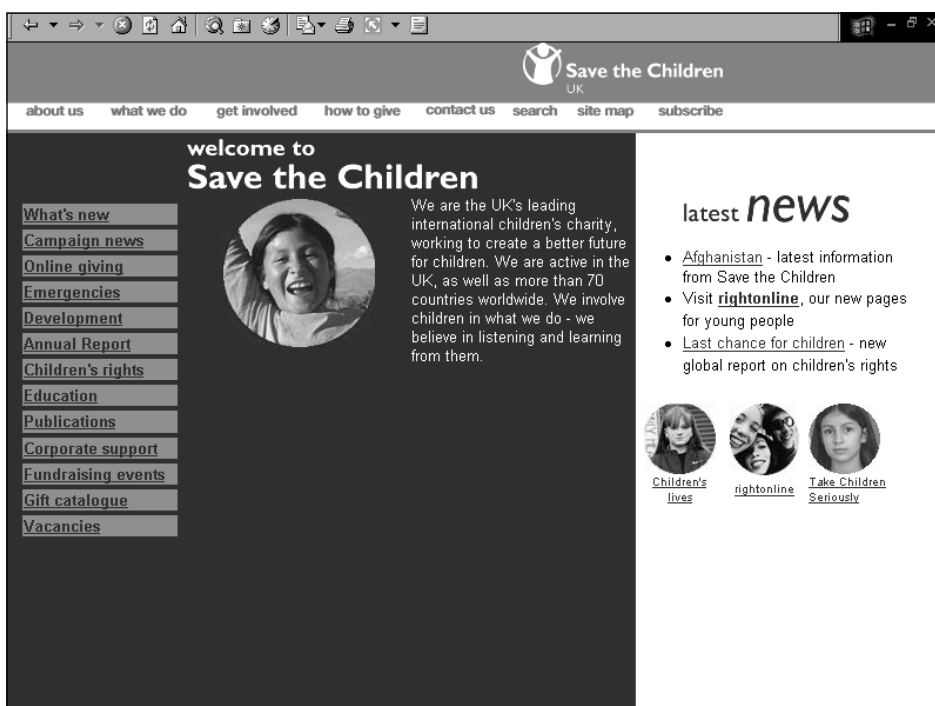 Save the Children
UK
about us what we do get involved how to give contact us search site map subscribe
welcome to
Save the Children
What's new
Campaign news
Online giving
Emergencies
Development
Annual Report
Children's rights
Education
Publications
Corporate support
Fundraising events
Gift catalogue
Vacancies
We are the UK's leading
international children's charity,
working to create a better future
for children. We are active in the
UK, as well as more than 70
countries worldwide. We involve
children in what we do - we
believe in listening and learning
from them.
latest news
• Afghanistan - latest information
from Save the Children
• Visit rightonline, our new pages
for young people
• Last chance for children - new
global report on children's rights
Children's
lives
rightonline
Take Children
Seriously